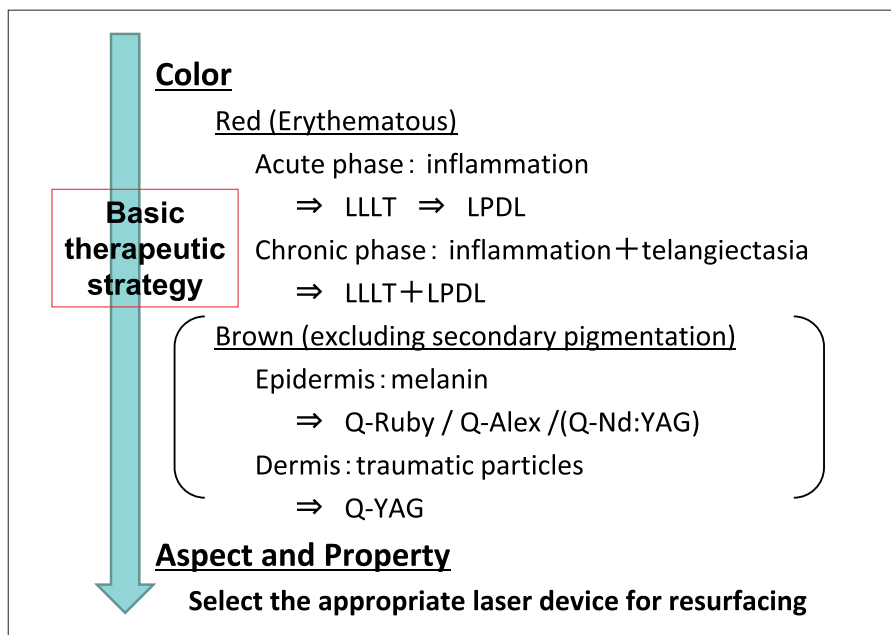 Color
Red (Erythematous)
Acute phase： inflammation
⇒ LLLT ⇒ LPDL
Basic
therapeutic
strategy
Chronic phase： inflammation＋telangiectasia
⇒ LLLT＋LPDL
Brown (excluding secondary pigmentation)
Epidermis：melanin
⇒ Q-Ruby / Q-Alex /(Q-Nd:YAG)
Dermis：traumatic particles
⇒ Q-YAG
Aspect and Property
Select the appropriate laser device for resurfacing